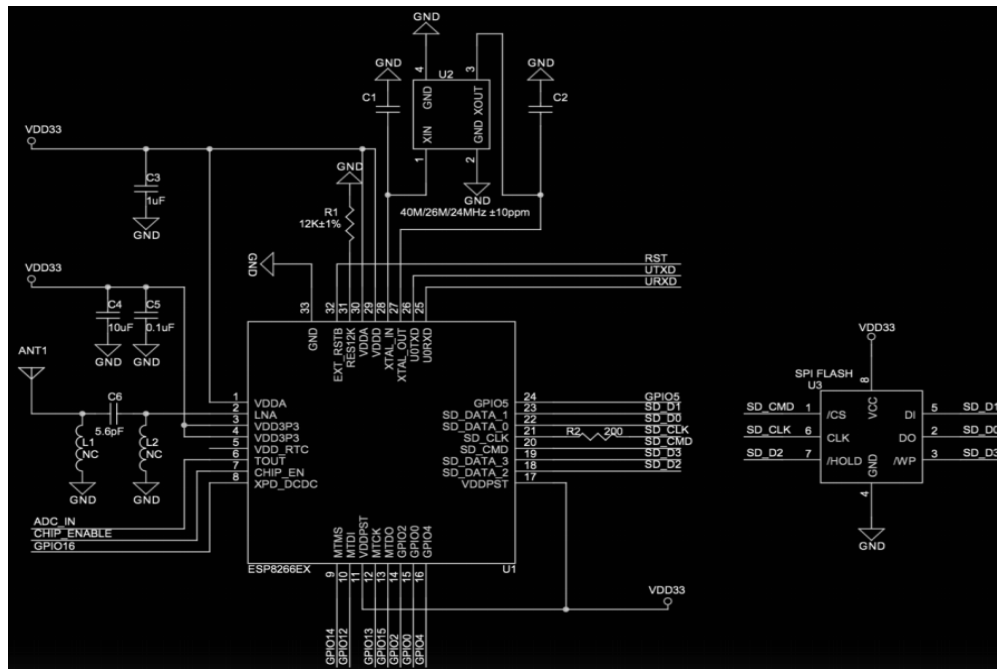 GND
GND
4
3
U2
GND
C1
GND
XOUT
C2
XIN
GND
1
2
VDD33
C3
1uF
GND
GND
GND
R1
12K±1%
40M/26M/24MHz ±10ppm
GND
RST
UTXD
URXD
VDD33
C4
10uF
C5
0.1uF
GND
GND
33
32
31
30
29
28
27
26
25
GND
EXT_RSTB
RES12K
VDDA
VDDD
XTAL_IN
XTAL_OUT
U0TXD
U0RXD
ANT1
C6
5.6pF
L1
NC
L2
NC
GND
GND
1 VDDA
2 LNA
3 VDD3P3
4 VDD3P3
5 VDD_RTC
6 TOUT
7 CHIP_EN
8 XPD_DCDC
GPIO5 24 GPIO5
SD_DATA_1 23 SD_D1
SD_DATA_0 22 SD_D0
SD_CLK 21 R2 200 SD_CLK
SD_CMD 20 SD_CMD
SD_DATA_3 19 SD_D3
SD_DATA_2 18 SD_D2
VDDPST 17
ADC_IN
CHIP_ENABLE
GPIO16
MTMS
MTDI
VDDPST
MTCK
MTDO
GPIO2
GPIO0
GPIO4
ESP8266EX
U1
9
10
11
12
13
14
15
16
GPIO14
GPIO12
GPIO13
GPIO15
GPIO2
GPIO0
GPIO4
VDD33
VDD33
SPI FLASH
U3
8
VCC
SD_CMD 1 /CS
SD_CLK 6 CLK
SD_D2 7 /HOLD
DI 5 SD_D1
DO 2 SD_D0
/WP 3 SD_D3
GND
4
GND